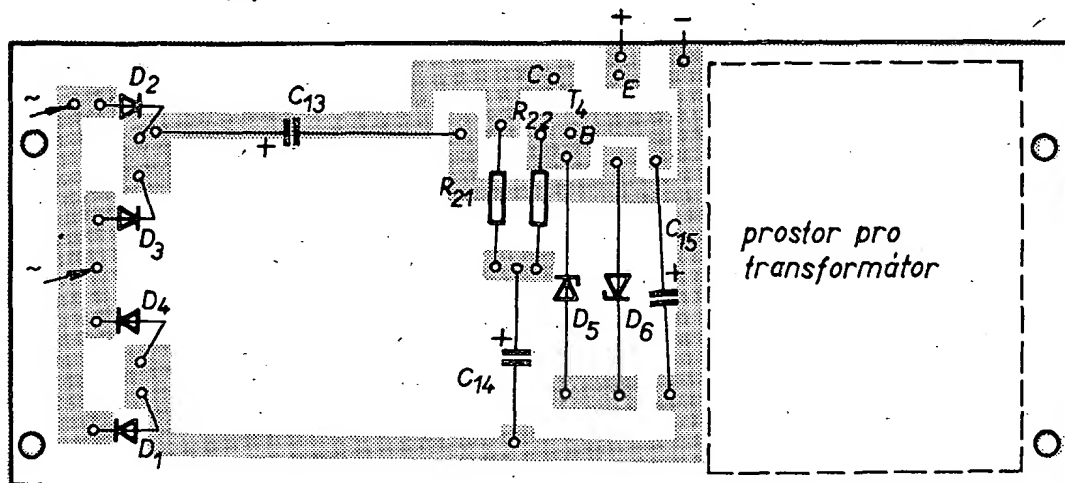 + -
~ D2
C13
+
C E
T4
R22
B
R21
D3
~
D4
C15
+
prostor pro
transformátor
D5 D6
+
C14
D1